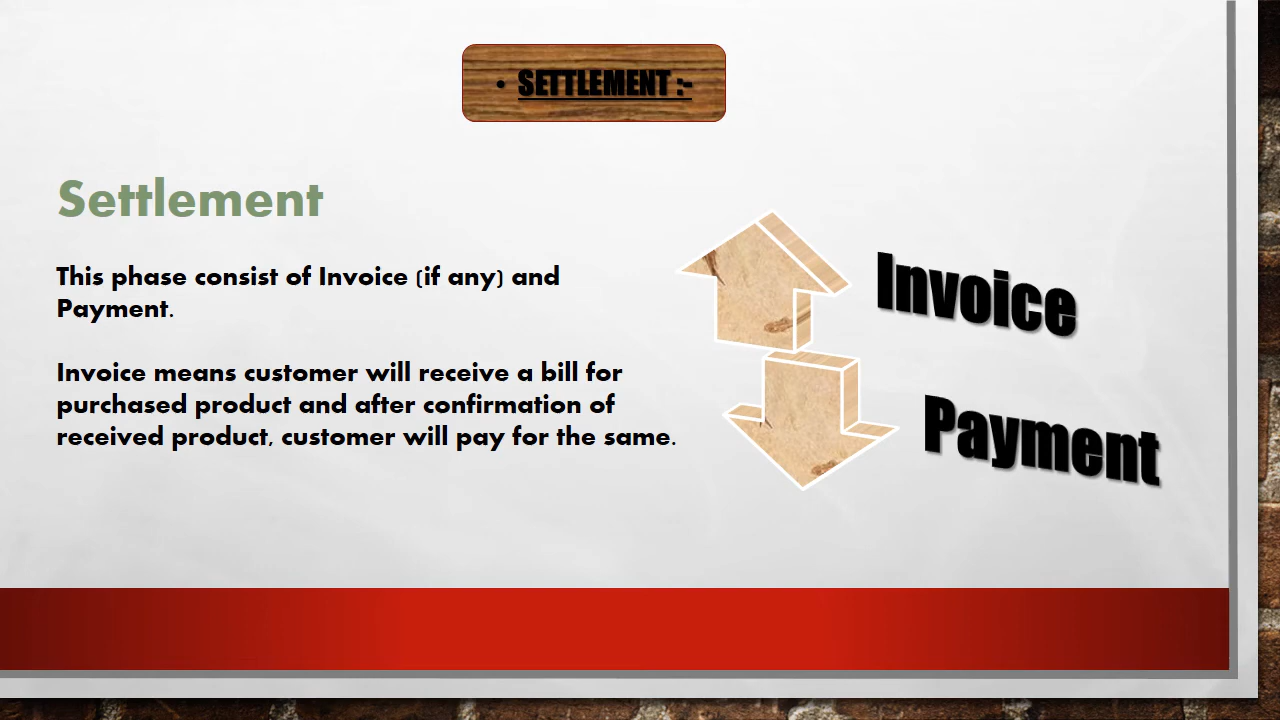 • SETTLEMENT :-
Settlement
This phase consist of Invoice (if any) and
Payment.
Invoice means customer will receive a bill for
purchased product and after confirmation of
received product, customer will pay for the same.
Invoice
Payment